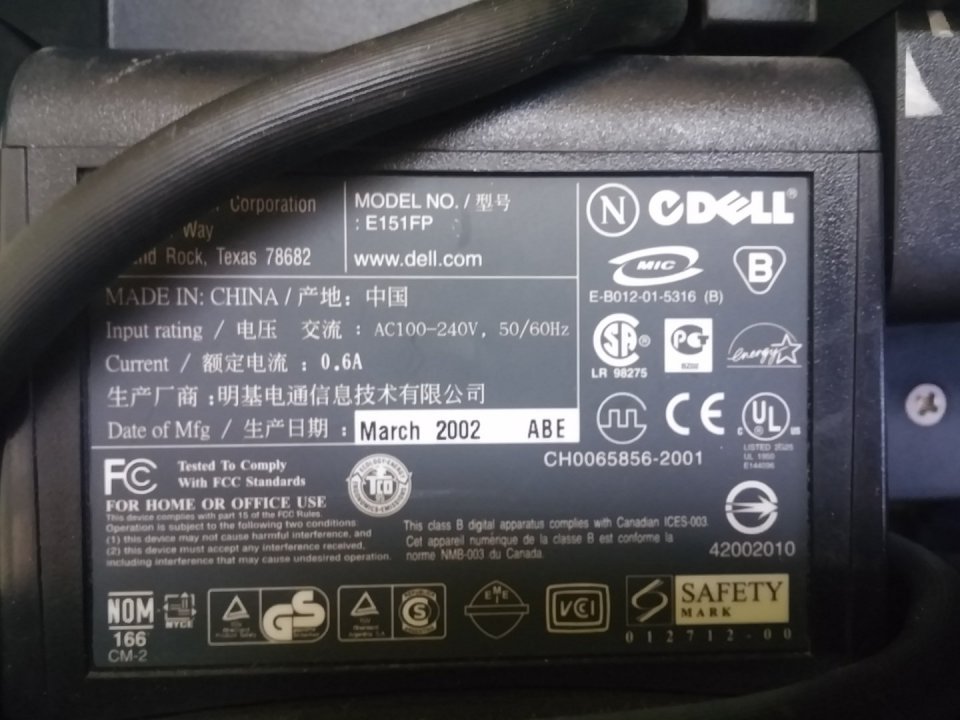 Corporation
Way
Rock, Texas 78682
MODEL NO. / 型号
: E151FP
www.dell.com
MADE IN: CHINA / 产地: 中国
Input rating / 电压 交流 : AC100-240V, 50/60Hz
Current / 额定电流 : 0.6A
生产厂商:明基电通信息技术有限公司
Date of Mfg / 生产日期 : March 2002 ABE
N DELL®
MIC B
E-B012-01-5316 (B)
SA® PG energy
LR 98275
CE UL
CH0065856-2001
FC Tested To Comply
With FCC Standards
FOR HOME OR OFFICE USE
This device complies with part 15 of the FCC Rules.
Operation is subject to the following two conditions:
(1) this device may not cause harmful interference, and
(2) this device must accept any interference received,
including interference that may cause undesired operation.
TCO
This class B digital apparatus complies with Canadian ICES-003.
Cet appareil numérique de la classe B est conforme la
norme NMB-003 du Canada.
42002010
NOM NYCE
166
CM-2
GS
S
VCI
SAFETY
MARK
012712-00